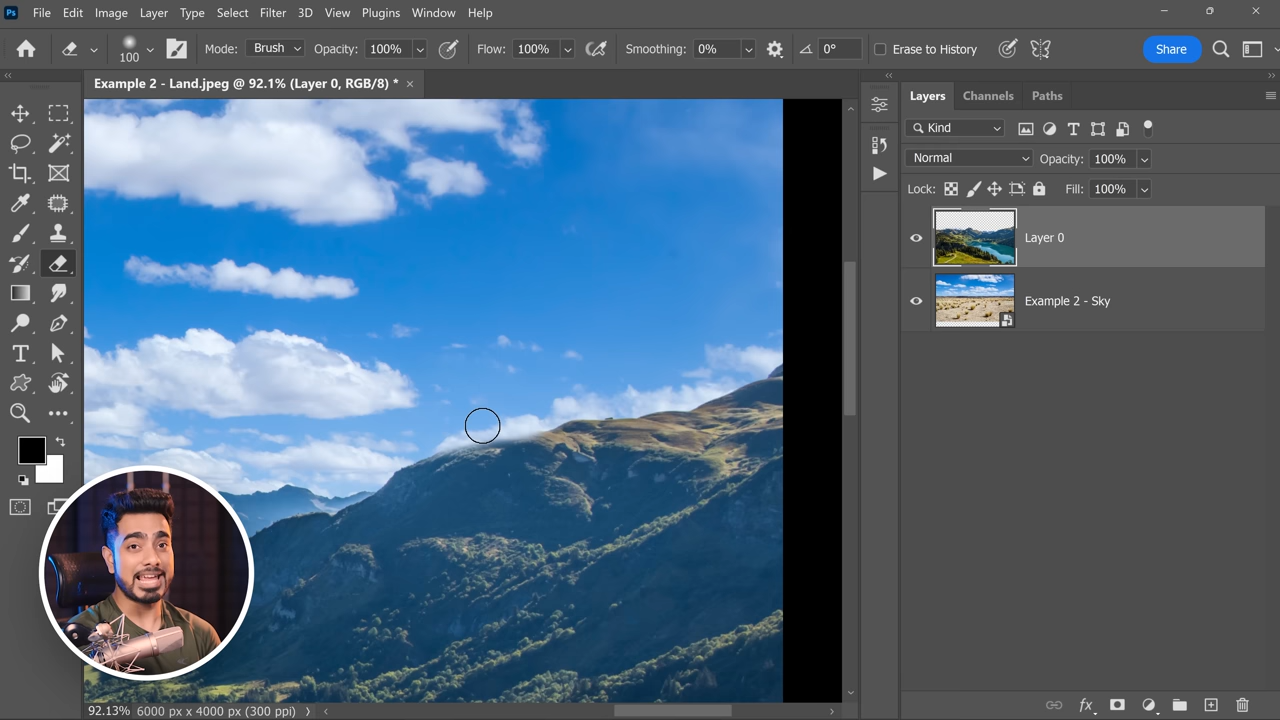 Ps File Edit Image Layer Type Select Filter 3D View Plugins Window Help
100 Mode: Brush Opacity: 100% Flow: 100% Smoothing: 0% 0° Erase to History Share
Example 2 - Land.jpeg @ 92.1% (Layer 0, RGB/8) * ×
Layers Channels Paths
Kind
Normal Opacity: 100%
Lock: Fill: 100%
Layer 0
Example 2 - Sky
92.13% 6000 px x 4000 px (300 ppi)